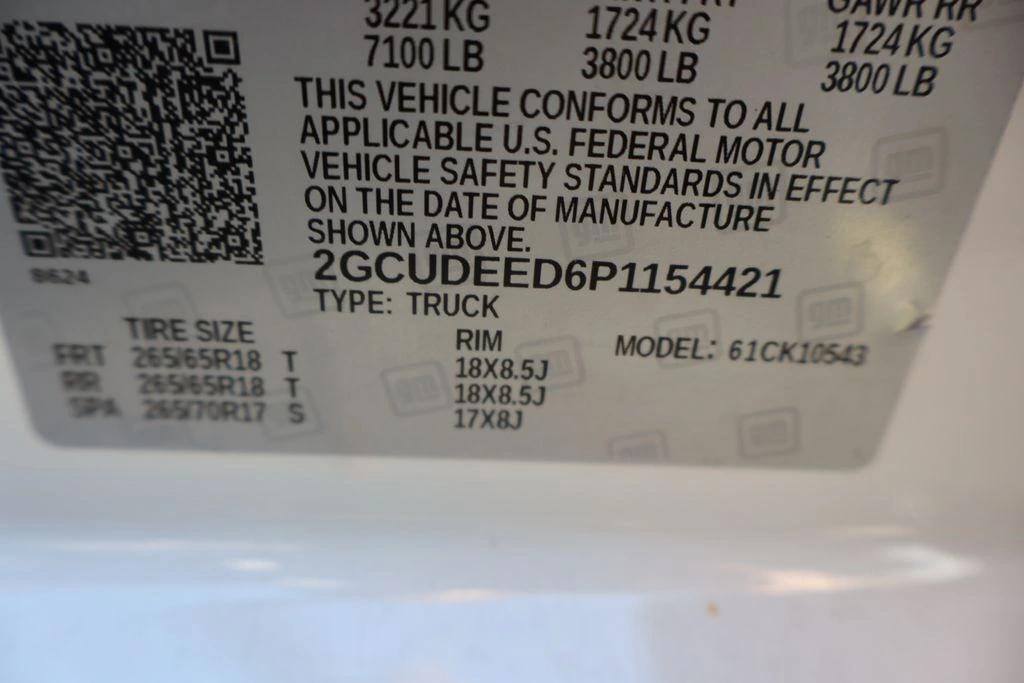 3221 KG
7100 LB
1724 KG
3800 LB
GAWR RR
1724 KG
3800 LB
THIS VEHICLE CONFORMS TO ALL
APPLICABLE U.S. FEDERAL MOTOR
VEHICLE SAFETY STANDARDS IN EFFECT
ON THE DATE OF MANUFACTURE
SHOWN ABOVE.
8624
2GCUDEED6P1154421
TYPE: TRUCK
TIRE SIZE RIM MODEL: 61CK10543
FRT 265/65R18 T 18X8.5J
RR 265/65R18 T 18X8.5J
SPA 265/70R17 S 17X8J